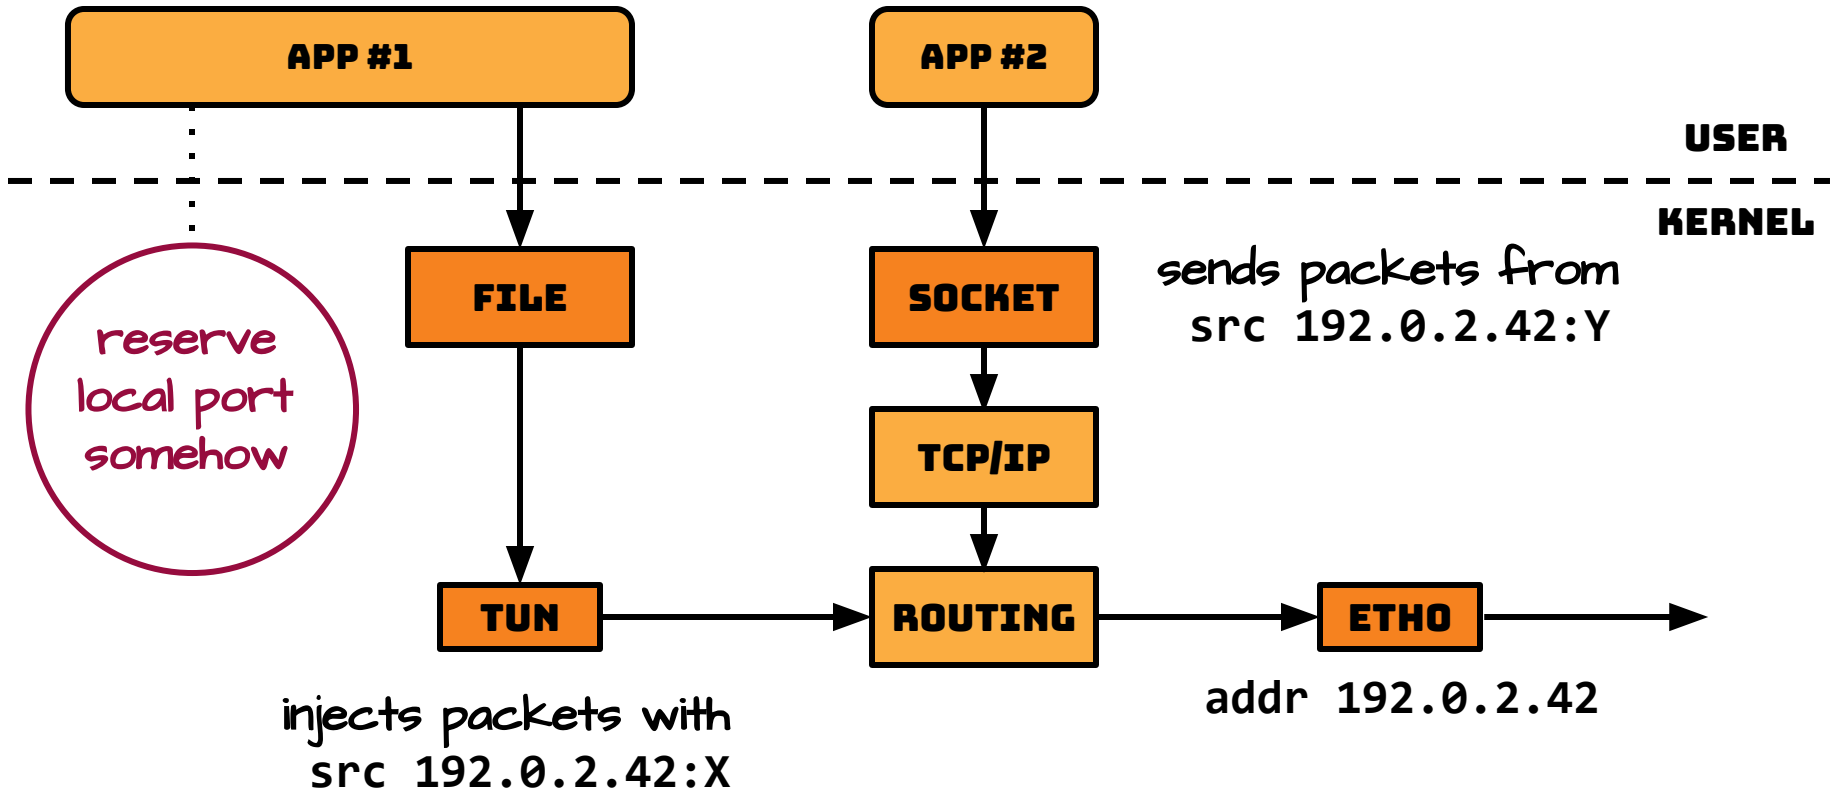 APP #1
APP #2
USER
KERNEL
FILE
SOCKET
sends packets from
src 192.0.2.42:Y
reserve
local port
somehow
TCP/IP
TUN
ROUTING
ETH0
injects packets with
src 192.0.2.42:X
addr 192.0.2.42